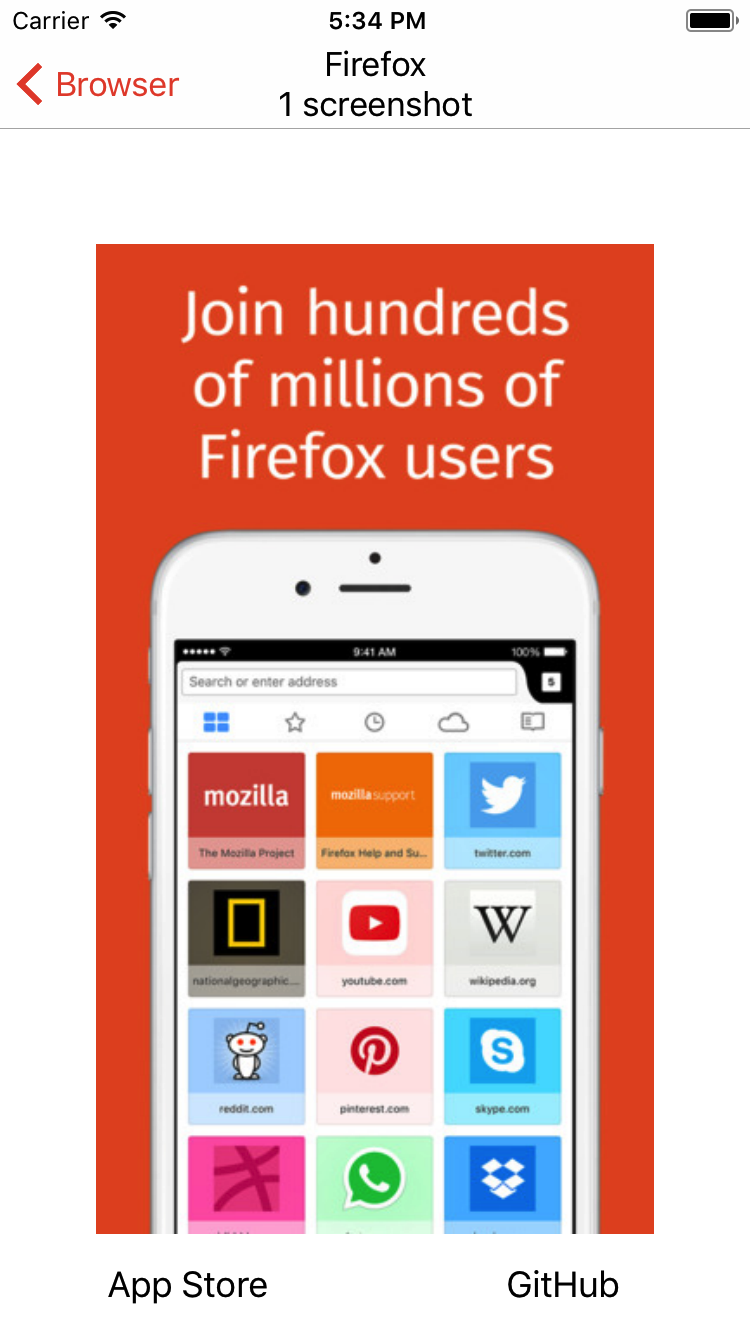 Carrier 5:34 PM
Browser
Firefox
1 screenshot
Join hundreds
of millions of
Firefox users
9:41 AM 100%
Search or enter address 5
mozilla mozilla support
The Mozilla Project Firefox Help and Su... twitter.com
W
nationalgeographic.... youtube.com wikipedia.org
S
reddit.com pinterest.com skype.com
App Store GitHub